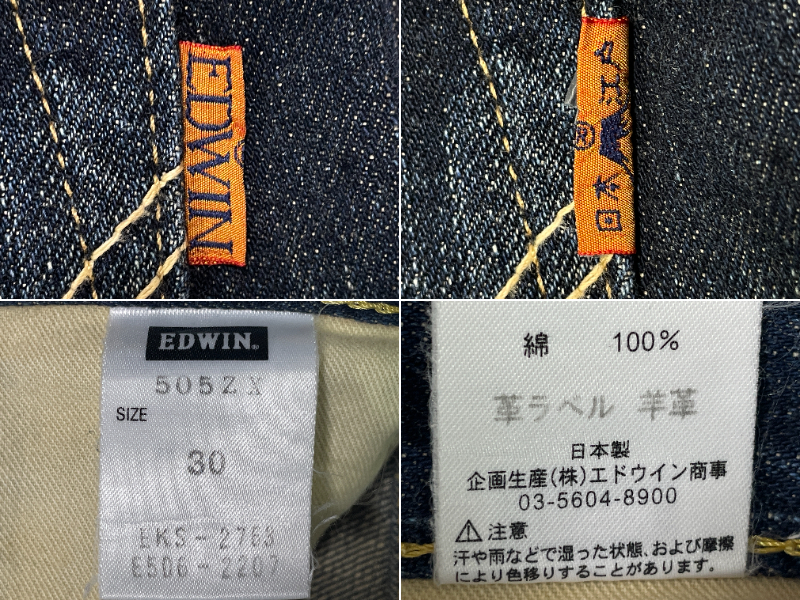 EDWIN
江戸
®
日本
EDWIN®
505ZX
SIZE
30
EKS-2763
E506-2207
綿 100%
革ラベル 羊革
日本製
企画生産(株)エドウイン商事
03-5604-8900
⚠注意
汗や雨などで湿った状態、および摩擦
により色移りすることがあります。